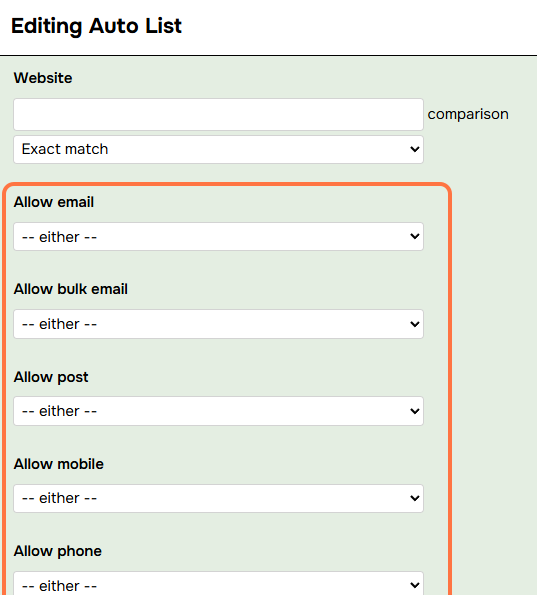 Editing Auto List
Website
comparison
Exact match
Allow email
-- either --
Allow bulk email
-- either --
Allow post
-- either --
Allow mobile
-- either --
Allow phone
-- either --